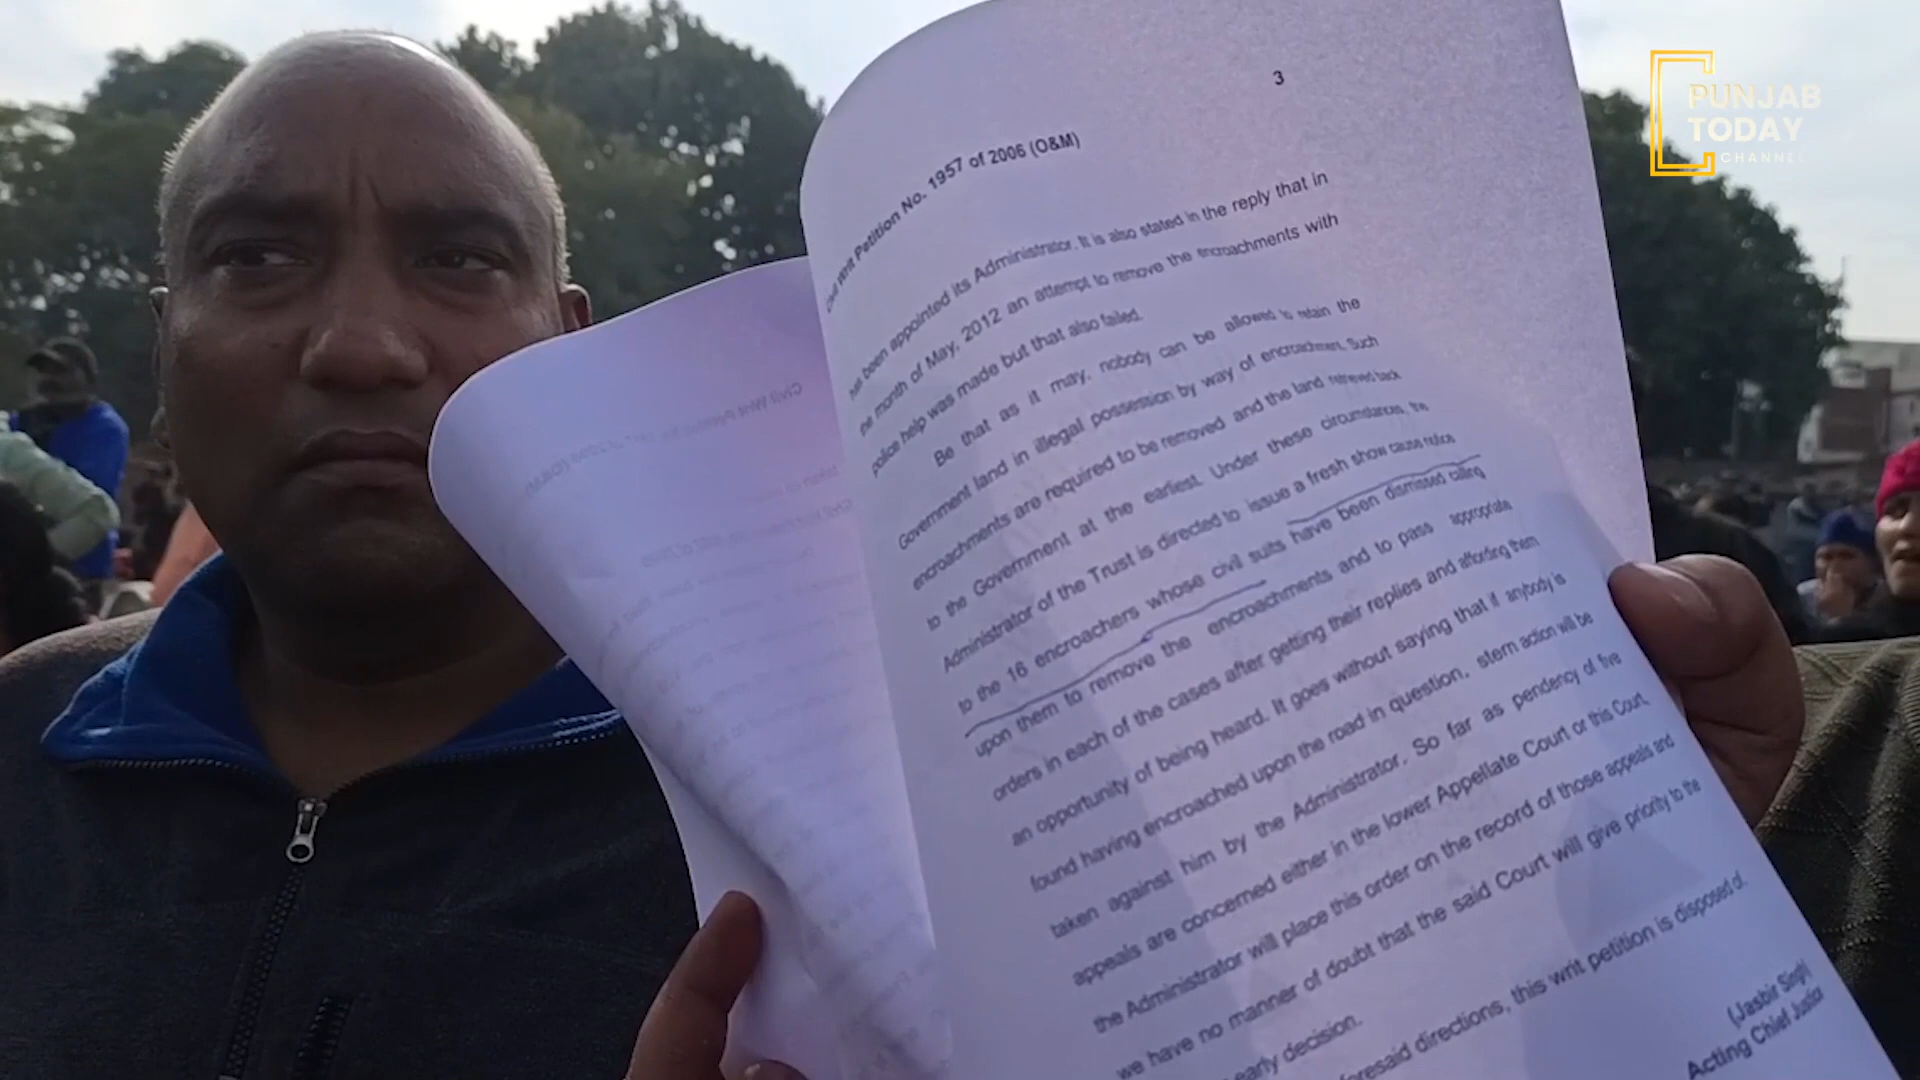 PUNJAB
TODAY
CHANNEL
3
Civil Writ Petition No. 1957 of 2006 (O&M)
has been appointed its Administrator. It is also stated in the reply that in
the month of May, 2012 an attempt to remove the encroachments with
police help was made but that also failed.
Be that as it may, nobody can be allowed to retain the
Government land in illegal possession by way of encroachment. Such
encroachments are required to be removed and the land retrieved back
to the Government at the earliest. Under these circumstances, the
Administrator of the Trust is directed to issue a fresh show cause notice
to the 16 encroachers whose civil suits have been dismissed calling
upon them to remove the encroachments and to pass appropriate
orders in each of the cases after getting their replies and affording them
an opportunity of being heard. It goes without saying that if anybody is
found having encroached upon the road in question, stern action will be
taken against him by the Administrator. So far as pendency of five
appeals are concerned either in the lower Appellate Court or this Court,
the Administrator will place this order on the record of those appeals and
we have no manner of doubt that the said Court will give priority to the
early decision.
foresaid directions, this writ petition is disposed of.
(Jasbir Singh)
Acting Chief Justice
Civil Writ Petition No.